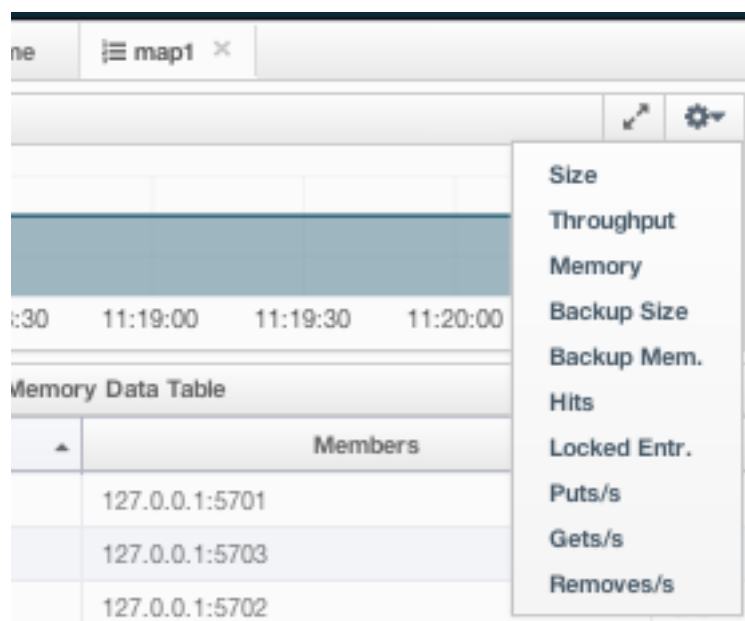 me
map1
Size
Throughput
Memory
Backup Size
Backup Mem.
Hits
Locked Entr.
Puts/s
Gets/s
Removes/s
:30 11:19:00 11:19:30 11:20:00
Memory Data Table
Members
127.0.0.1:5701
127.0.0.1:5703
127.0.0.1:5702